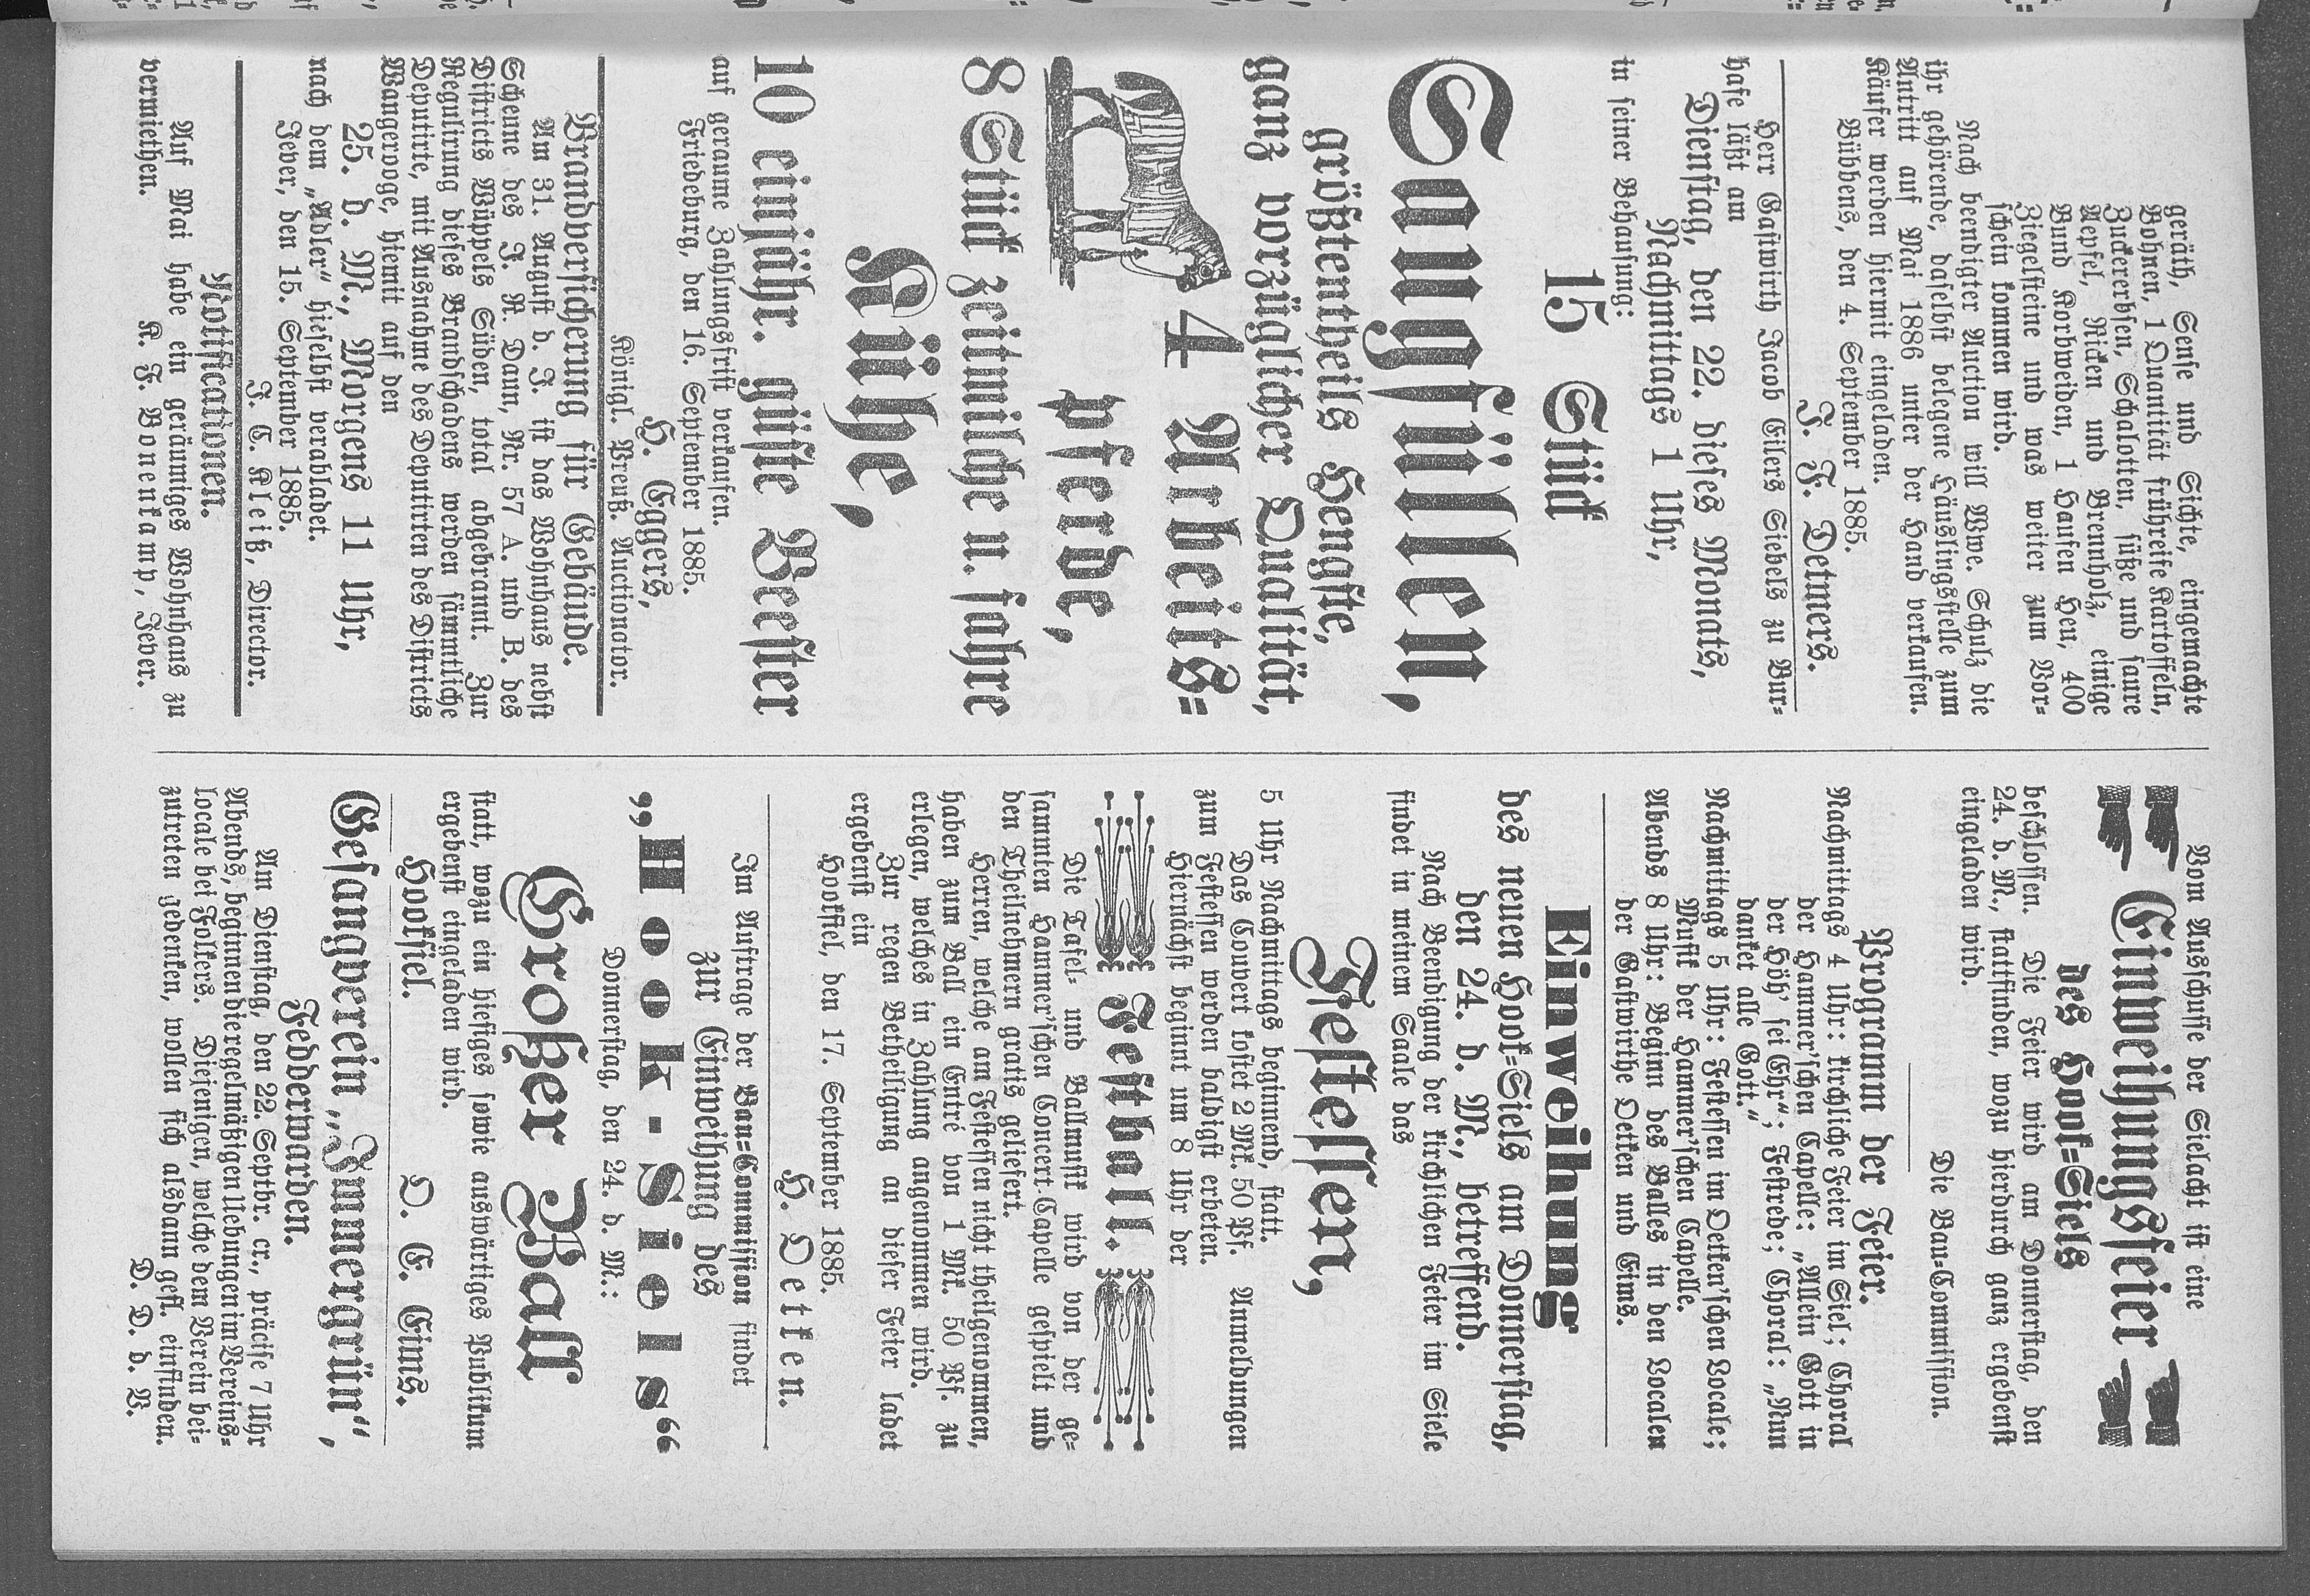 geräth, Sense und Sichte, eingemachte
Bohnen, 1 Quantität frühreife Kartoffeln,
Zuckererbsen, Schalotten, süße und saure
Aepfel, Ricken und Brennholz, einige
Bund Korbweiden, 1 Haufen Heu, 400
Ziegelsteine und was weiter zum Vor-
schein kommen wird.
Nach beendigter Auction will Wwe. Schulz die
ihr gehörende, daselbst belegene Häuslingsstelle zum
Antritt auf Mai 1886 unter der Hand verkaufen.
Käufer werden hiermit eingeladen.
Wübbens, den 4. September 1885.
J. F. Detmers.
Herr Gastwirth Jacob Eilers Siebels zu Bur-
hafe läßt am
Dienstag, den 22. dieses Monats,
Nachmittags 1 Uhr,
in seiner Behausung:
15 Stück
Saugfüllen,
größtentheils Hengste,
ganz vorzüglicher Qualität,
4 Arbeits-
pferde,
8 Stück zeitmilche u. fahre
Kühe,
10 einjähr. güste Beester
auf geraume Zahlungsfrist verkaufen.
Friedeburg, den 16. September 1885.
H. Eggers,
Königl. Preuß. Auctionator.
Brandversicherung für Gebäude.
Am 31. August d. J. ist das Wohnhaus nebst
Scheune des J. R. Dann, Nr. 57 A. und B. des
Districts Wüppels Süden, total abgebrannt. Zur
Regulirung dieses Brandschadens werden sämmtliche
Deputirte, mit Ausnahme des Deputirten des Districts
Wangerooge, hiemit auf den
25. d. M., Morgens 11 Uhr,
nach dem „Adler" hieselbst verabladet.
Jever, den 15. September 1885.
J. C. Kleiß, Director.
Notificationen.
Auf Mai habe ein geräumiges Wohnhaus zu
vermiethen. K. F. Bonenkamp, Jever.
Vom Ausschusse der Sielacht ist eine
Einweihungsfeier
des Hook-Siels
beschlossen. Die Feier wird am Donnerstag, den
24. d. M., stattfinden, wozu hierdurch ganz ergebenst
eingeladen wird.
Die Bau-Commission.
Programm der Feier.
Nachmittags 4 Uhr: kirchliche Feier im Siel; Choral
der Hammer'schen Capelle: „Allein Gott in
der Höh' sei Ehr"; Festrede; Choral: „Nun
danket alle Gott."
Nachmittags 5 Uhr: Festessen im Detken'schen Locale;
Musik der Hammer'schen Capelle.
Abends 8 Uhr: Beginn des Balles in den Localen
der Gastwirthe Detken und Eims.
Einweihung
des neuen Hook-Siels am Donnerstag,
den 24. d. M., betreffend.
Nach Beendigung der kirchlichen Feier im Siele
findet in meinem Saale das
Festessen,
5 Uhr Nachmittags beginnend, statt.
Das Couvert kostet 2 Mk. 50 Pf. Anmeldungen
zum Festessen werden baldigst erbeten.
Hiernächst beginnt um 8 Uhr der
Festball.
Die Tafel- und Ballmusik wird von der ge-
sammten Hammer'schen Concert-Capelle gespielt und
den Theilnehmern gratis geliefert.
Herren, welche am Festessen nicht theilgenommen,
haben zum Ball ein Entré von 1 Mk. 50 Pf. zu
erlegen, welches in Zahlung angenommen wird.
Zur regen Betheiligung an dieser Feier ladet
ergebenst ein
Hooksiel, den 17. September 1885.
H. Detken.
Im Auftrage der Bau-Commission findet
zur Einweihung des
„Hook-Siels"
Donnerstag, den 24. d. M.:
Großer Ball
statt, wozu ein hiesiges sowie auswärtiges Publikum
ergebenst eingeladen wird.
Hooksiel. O. E. Eims.
Gesangverein „Immergrün",
Fedderwarden.
Am Dienstag, den 22. Septbr. cr., präcise 7 Uhr
Abends, beginnen die regelmäßigen Uebungen im Vereins-
locale bei Folkers. Diejenigen, welche dem Verein bei-
zutreten gedenken, wollen sich alsdann gefl. einfinden.
D. D. d. V.